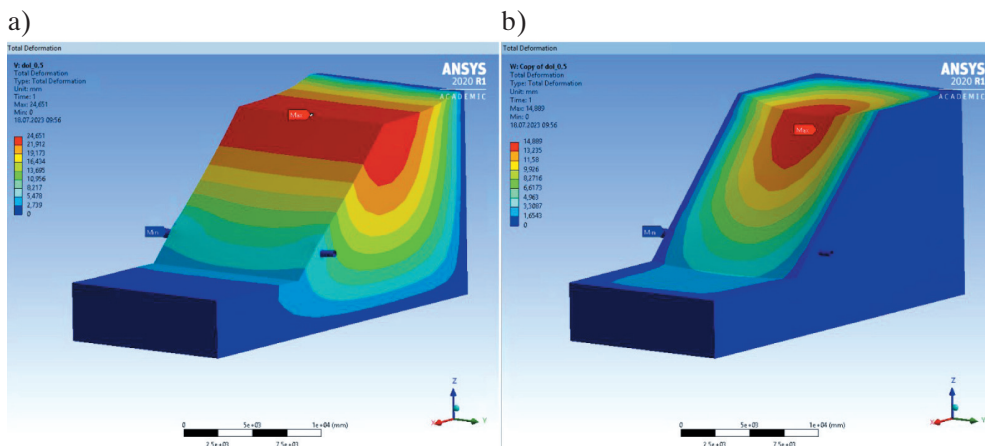 a)
Total Deformation
V: dol_0.5
Total Deformation
Type: Total Deformation
Unit: mm
Time: 1
Max: 24,651
Min: 0
18.07.2023 09:56
24,651
21,912
19,173
16,434
13,695
10,956
8,217
5,478
2,739
0
ANSYS
2020 R1
ACADEMIC
Max
Min
Z
X
Y
0
5e+03
1e+04 (mm)
2.5e+03
7.5e+03
b)
Total Deformation
W: Copy of dol_0.5
Total Deformation
Type: Total Deformation
Unit: mm
Time: 1
Max: 14,889
Min: 0
18.07.2023 09:56
14,889
13,235
11,58
9,926
8,2716
6,6173
4,963
3,3087
1,6543
0
ANSYS
2020 R1
ACADEMIC
Max
Min
Z
X
Y
0
5e+03
1e+04 (mm)
2.5e+03
7.5e+03